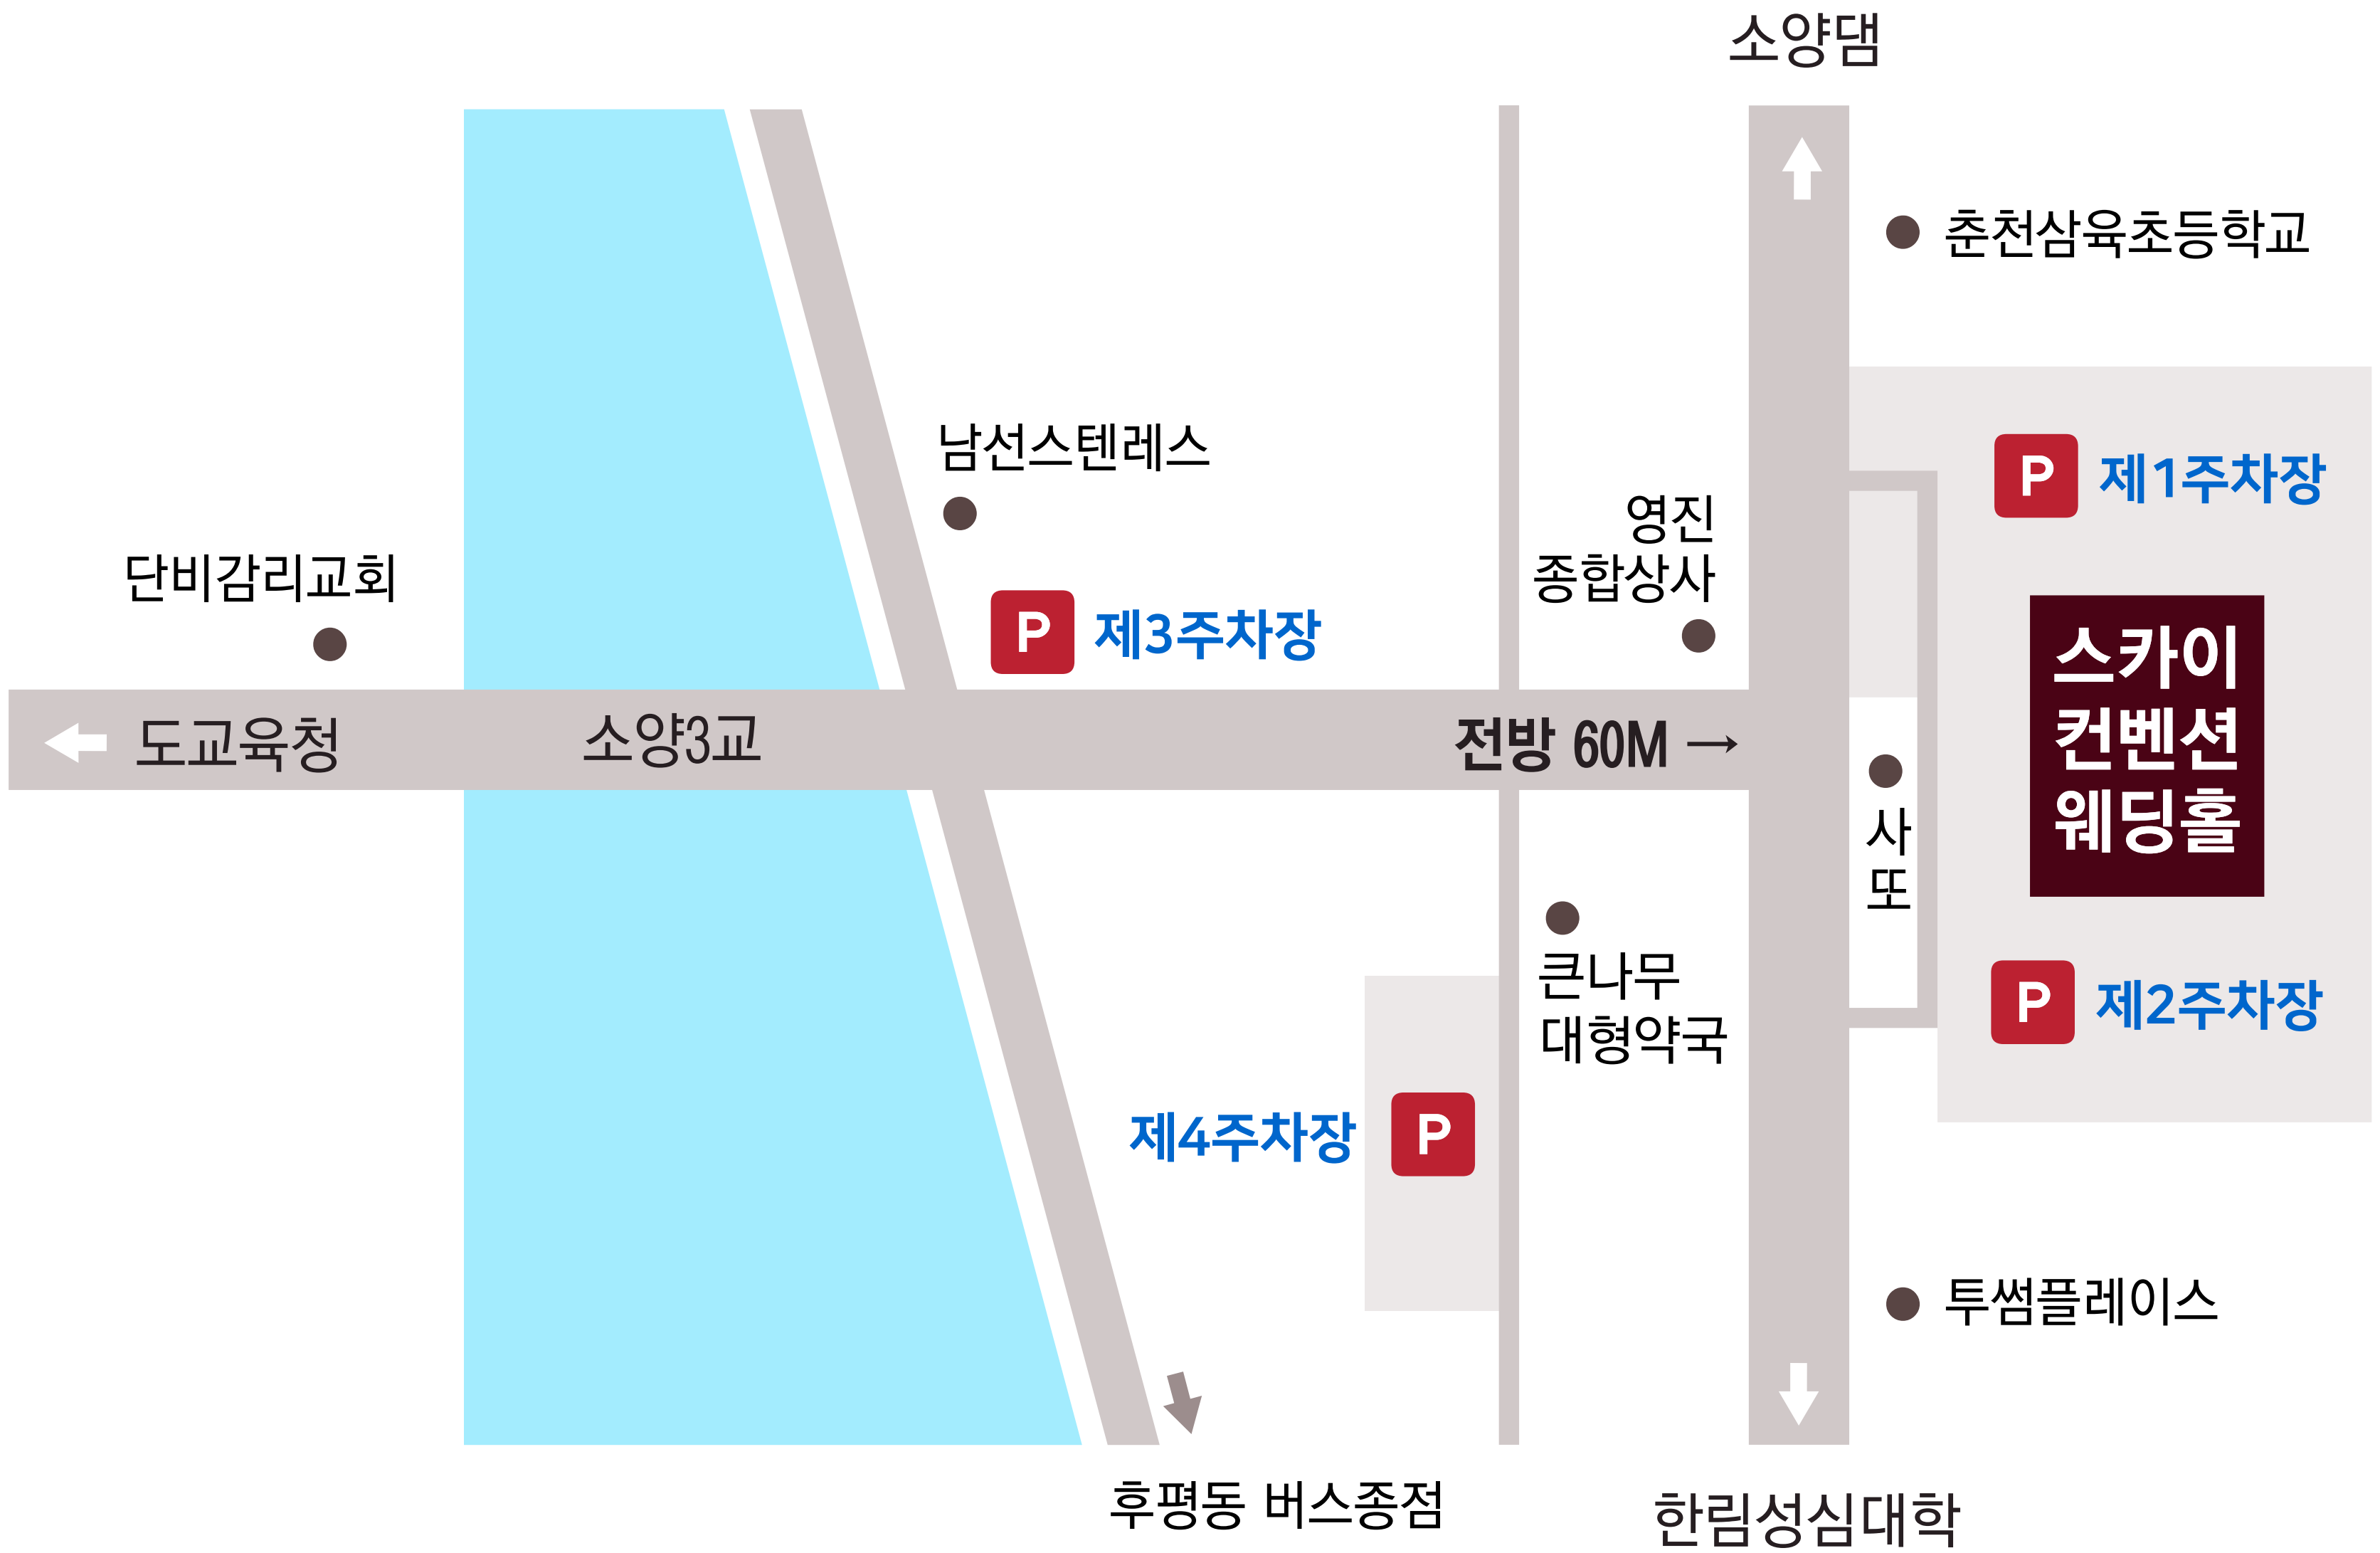 소양댐
춘천삼육초등학교
남선스텐레스
P 제1주차장
영진
종합상사
단비감리교회
P 제3주차장
스카이
컨벤션
웨딩홀
도교육청
소양3교
전방 60M →
사
또
큰나무
대형약국
P 제2주차장
제4주차장 P
투썸플레이스
후평동 버스종점
한림성심대학